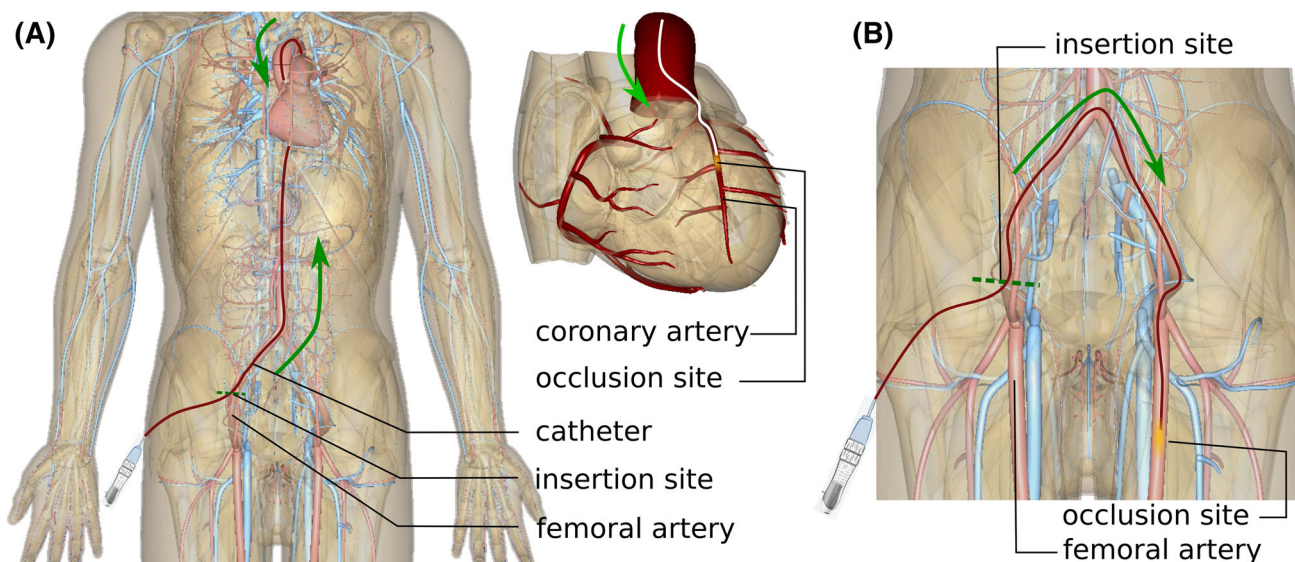 (A)
coronary artery
occlusion site
catheter
insertion site
femoral artery
(B)
insertion site
occlusion site
femoral artery